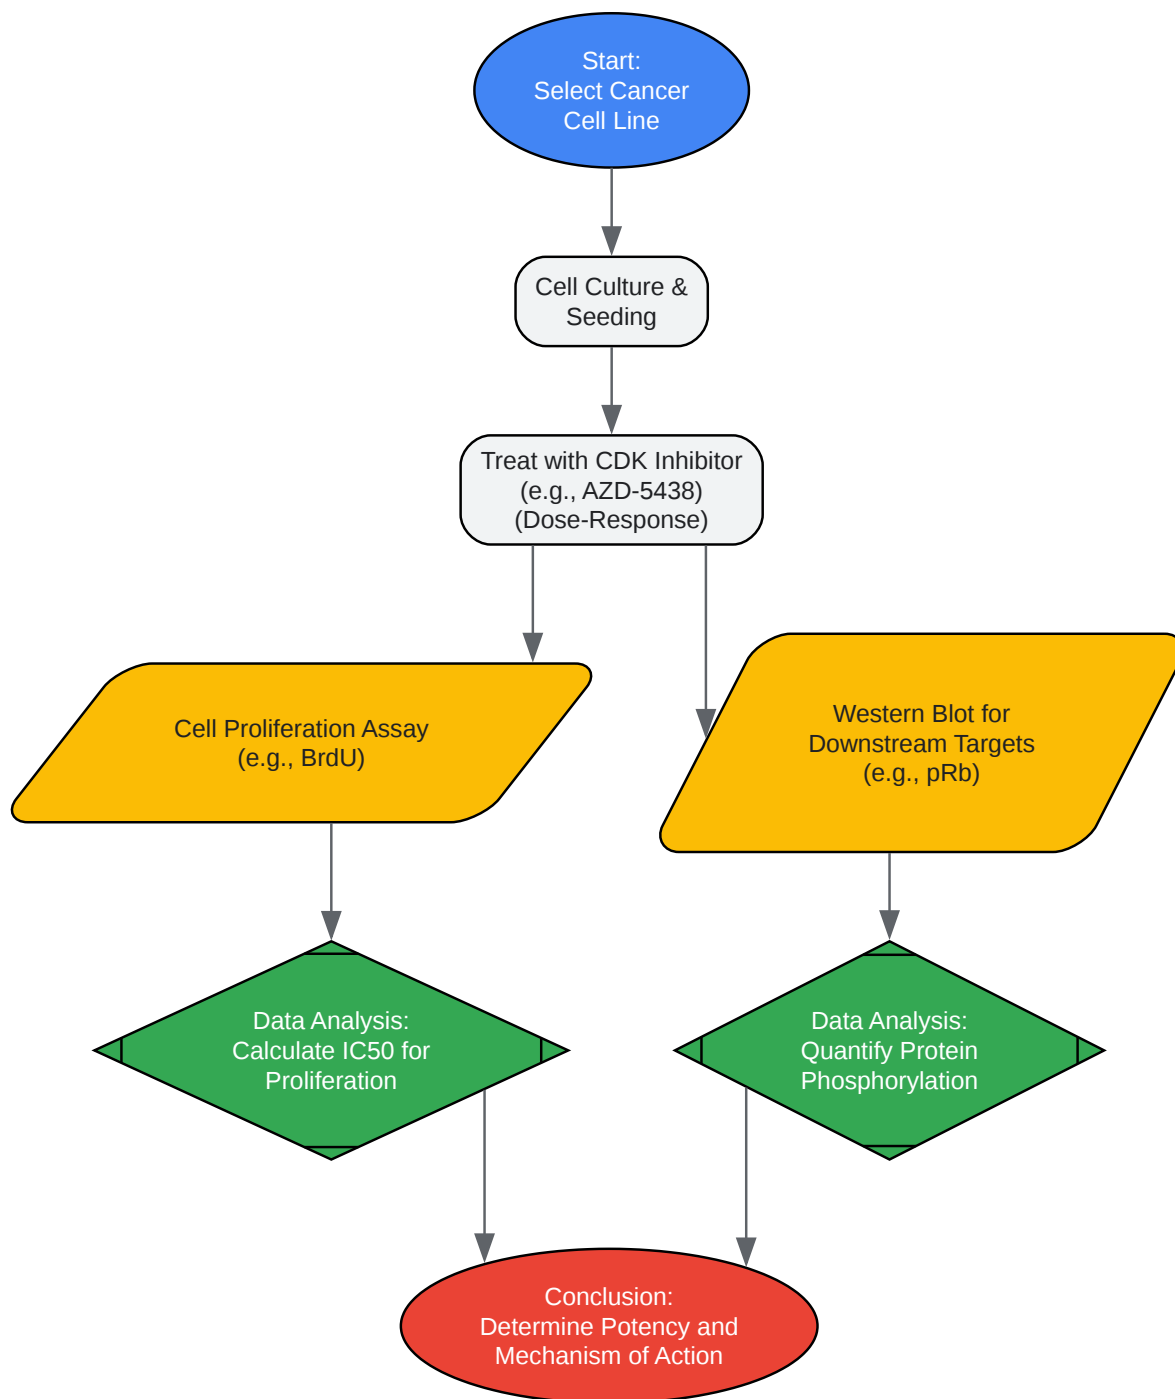 Start:
Select Cancer
Cell Line
Cell Culture &
Seeding
Treat with CDK Inhibitor
(e.g., AZD-5438)
(Dose-Response)
Cell Proliferation Assay
(e.g., BrdU)
Western Blot for
Downstream Targets
(e.g., pRb)
Data Analysis:
Calculate IC50 for
Proliferation
Data Analysis:
Quantify Protein
Phosphorylation
Conclusion:
Determine Potency and
Mechanism of Action